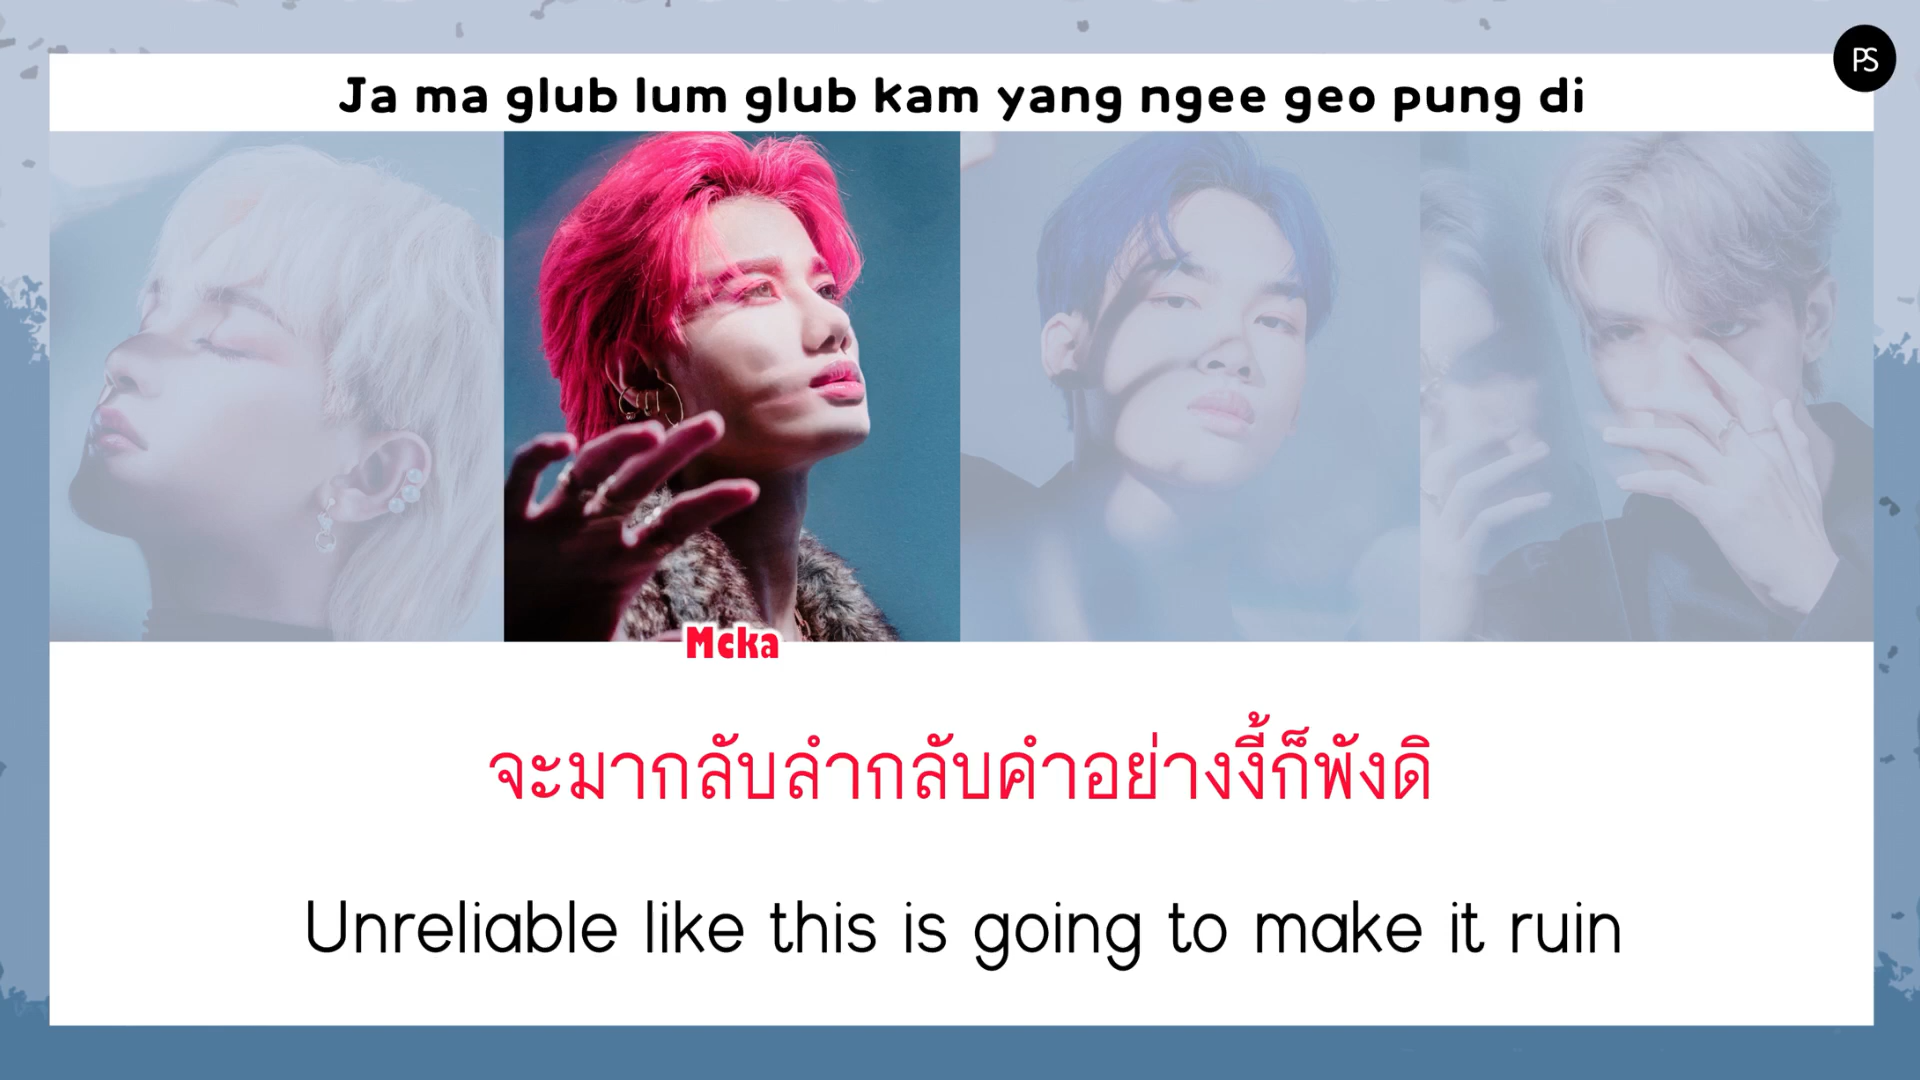 PS
Ja ma glub lum glub kam yang ngee geo pung di
Mcka
จะมากลับลำกลับคำอย่างงี้ก็พังดิ
Unreliable like this is going to make it ruin